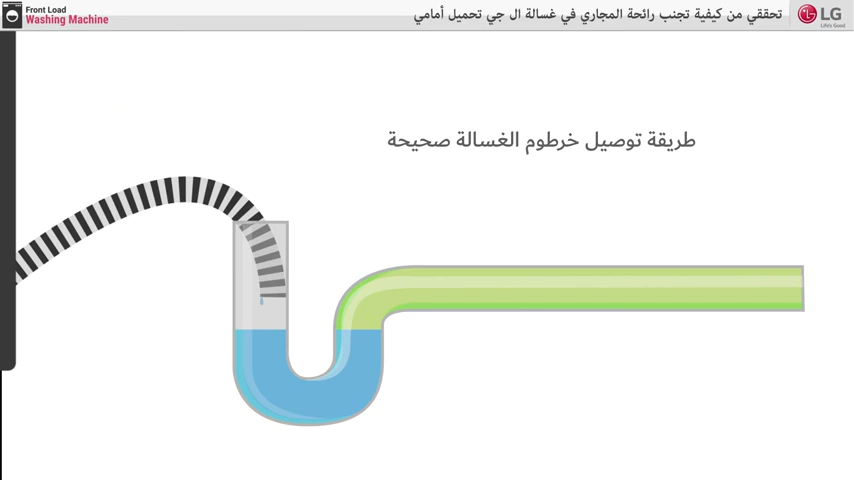 Front Load
Washing Machine
تحققي من كيفية تجنب رائحة المجاري في غسالة ال جي تحميل أمامي
LG
Life's Good
طريقة توصيل خرطوم الغسالة صحيحة